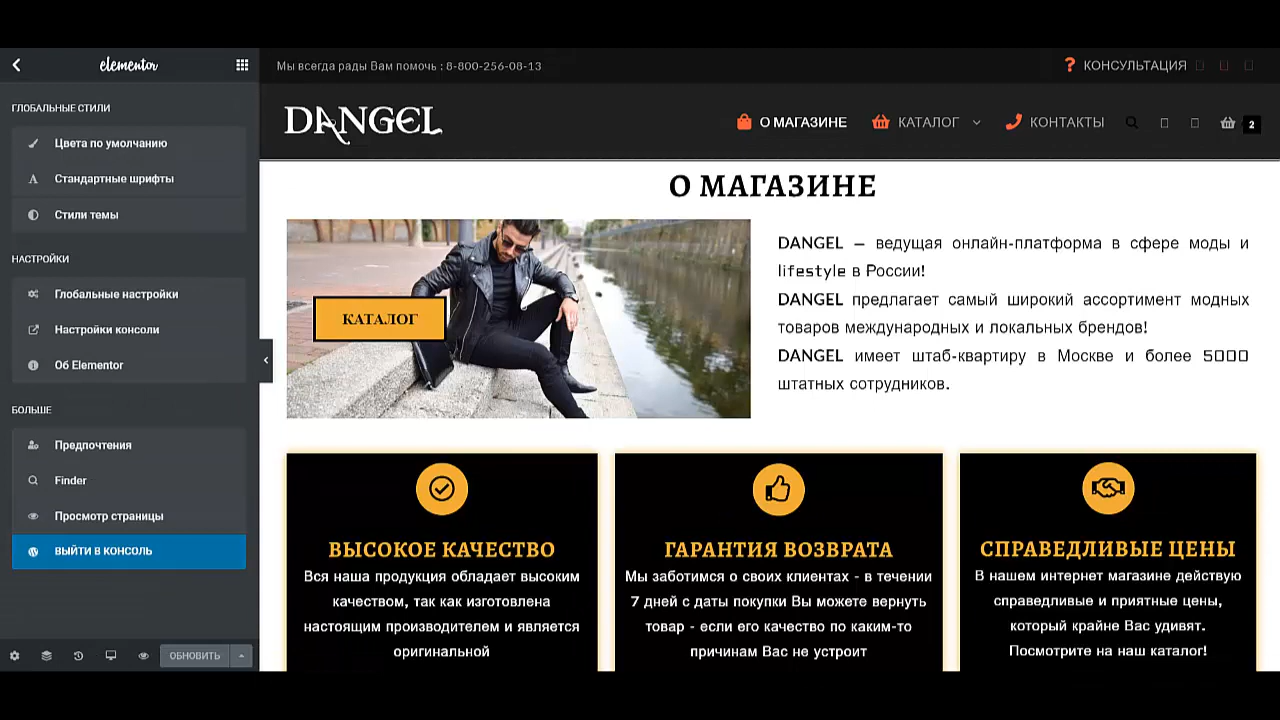 elementor
ГЛОБАЛЬНЫЕ СТИЛИ
Цвета по умолчанию
Стандартные шрифты
Стили темы
НАСТРОЙКИ
Глобальные настройки
Настройки консоли
Об Elementor
БОЛЬШЕ
Предпочтения
Finder
Просмотр страницы
ВЫЙТИ В КОНСОЛЬ
ОБНОВИТЬ
Мы всегда рады Вам помочь : 8-800-256-08-13
КОНСУЛЬТАЦИЯ
DANGEL
О МАГАЗИНЕ
КАТАЛОГ
КОНТАКТЫ
2
О МАГАЗИНЕ
КАТАЛОГ
DANGEL – ведущая онлайн-платформа в сфере моды и
lifestyle в России!
DANGEL предлагает самый широкий ассортимент модных
товаров международных и локальных брендов!
DANGEL имеет штаб-квартиру в Москве и более 5000
штатных сотрудников.
ВЫСОКОЕ КАЧЕСТВО
Вся наша продукция обладает высоким
качеством, так как изготовлена
настоящим производителем и является
оригинальной
ГАРАНТИЯ ВОЗВРАТА
Мы заботимся о своих клиентах - в течении
7 дней с даты покупки Вы можете вернуть
товар - если его качество по каким-то
причинам Вас не устроит
СПРАВЕДЛИВЫЕ ЦЕНЫ
В нашем интернет магазине действую
справедливые и приятные цены,
который крайне Вас удивят.
Посмотрите на наш каталог!